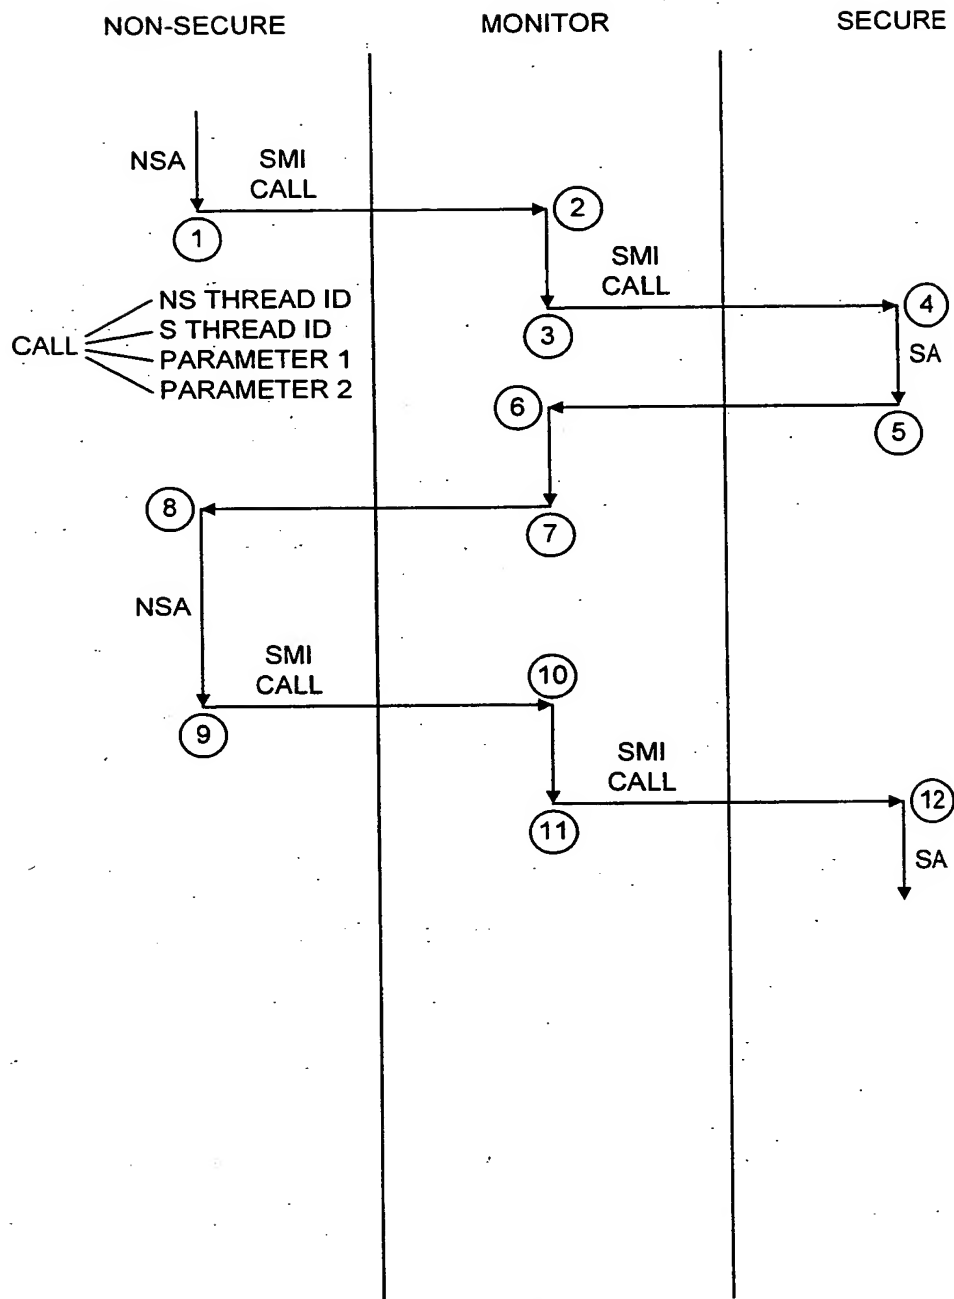 NON-SECURE
MONITOR
SECURE
NSA
SMI
CALL
1
2
SMI
CALL
3
4
CALL
NS THREAD ID
S THREAD ID
PARAMETER 1
PARAMETER 2
SA
6
5
8
7
NSA
SMI
CALL
9
10
SMI
CALL
11
12
SA